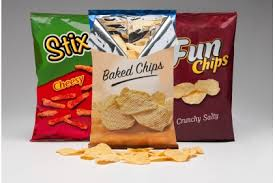 Stix
Cheesy
Baked Chips
Fun
Chips
Crunchy Salty